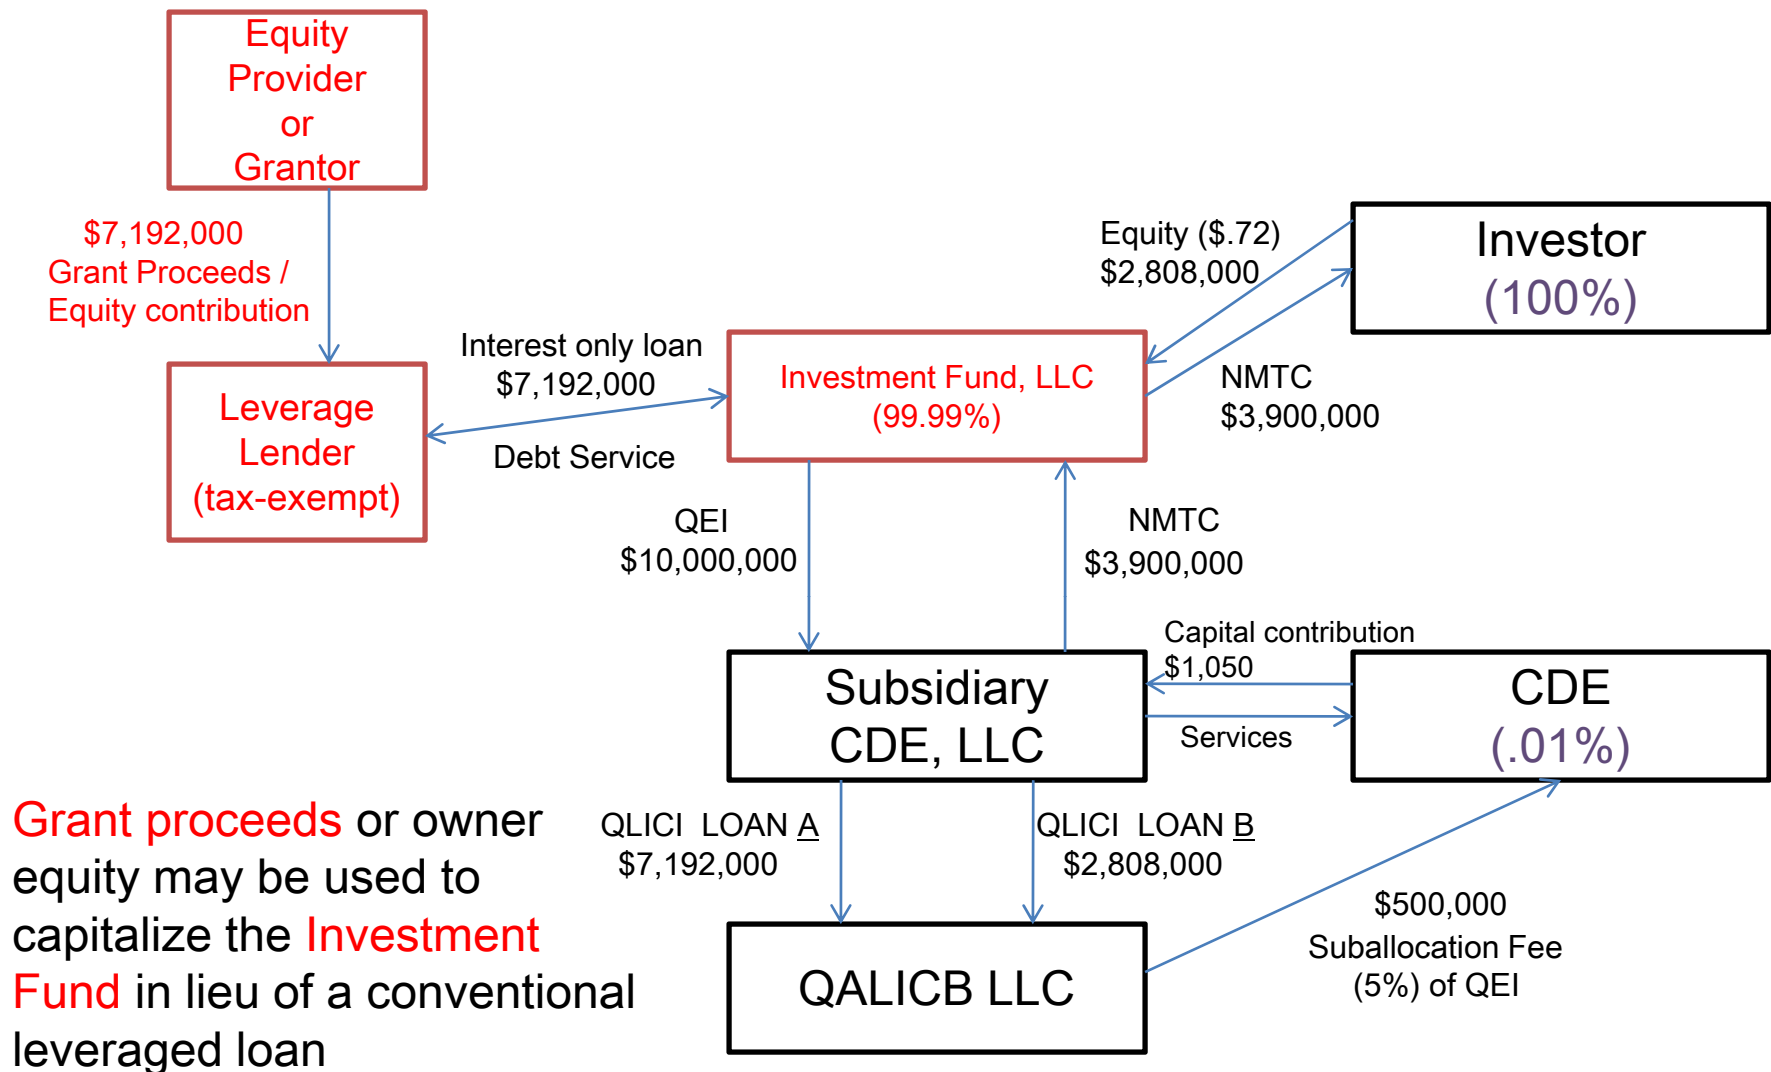 Equity
Provider
or
Grantor
$7,192,000
Grant Proceeds /
Equity contribution
Leverage
Lender
(tax-exempt)
Interest only loan
$7,192,000
Debt Service
Investment Fund, LLC
(99.99%)
Equity ($.72)
$2,808,000
Investor
(100%)
NMTC
$3,900,000
QEI
$10,000,000
NMTC
$3,900,000
Subsidiary
CDE, LLC
Capital contribution
$1,050
Services
CDE
(.01%)
QLICI LOAN A
$7,192,000
QLICI LOAN B
$2,808,000
QALICB LLC
$500,000
Suballocation Fee
(5%) of QEI
Grant proceeds or owner
equity may be used to
capitalize the Investment
Fund in lieu of a conventional
leveraged loan